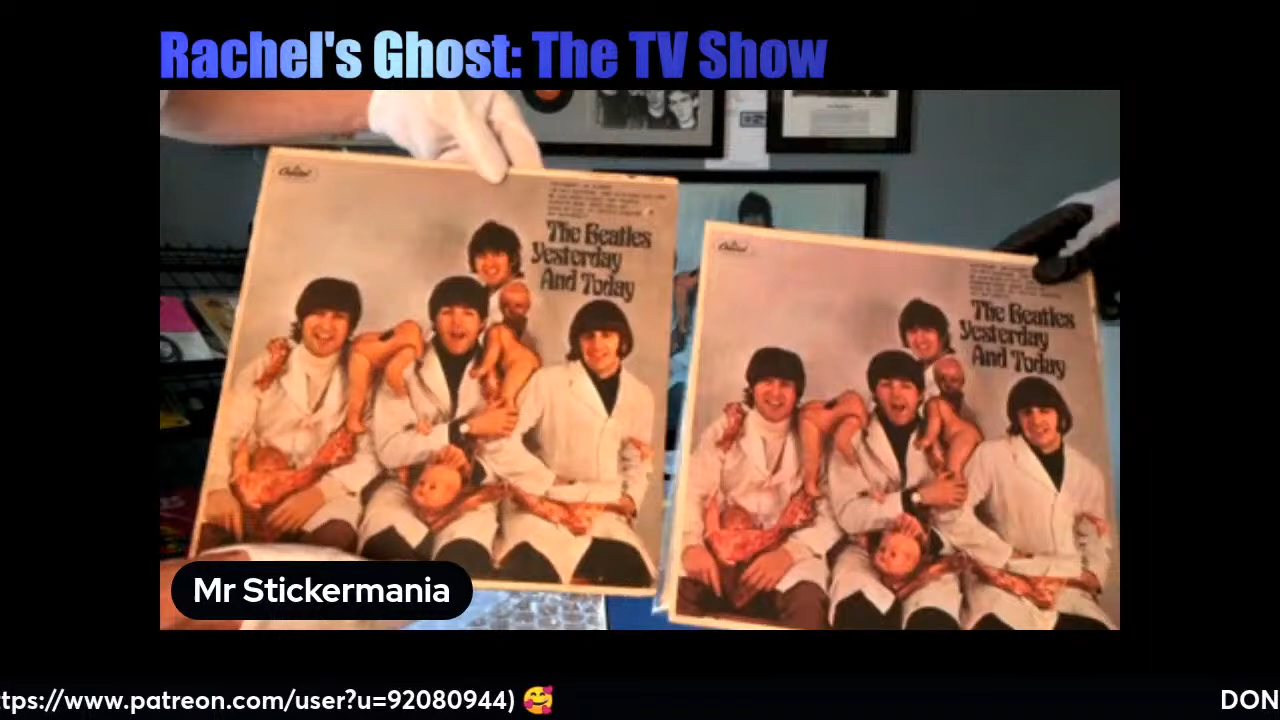 Rachel's Ghost: The TV Show
Capitol
The Beatles
Yesterday
And Today
Capitol
The Beatles
Yesterday
And Today
Mr Stickermania
ttps://www.patreon.com/user?u=92080944) 🥰
DON